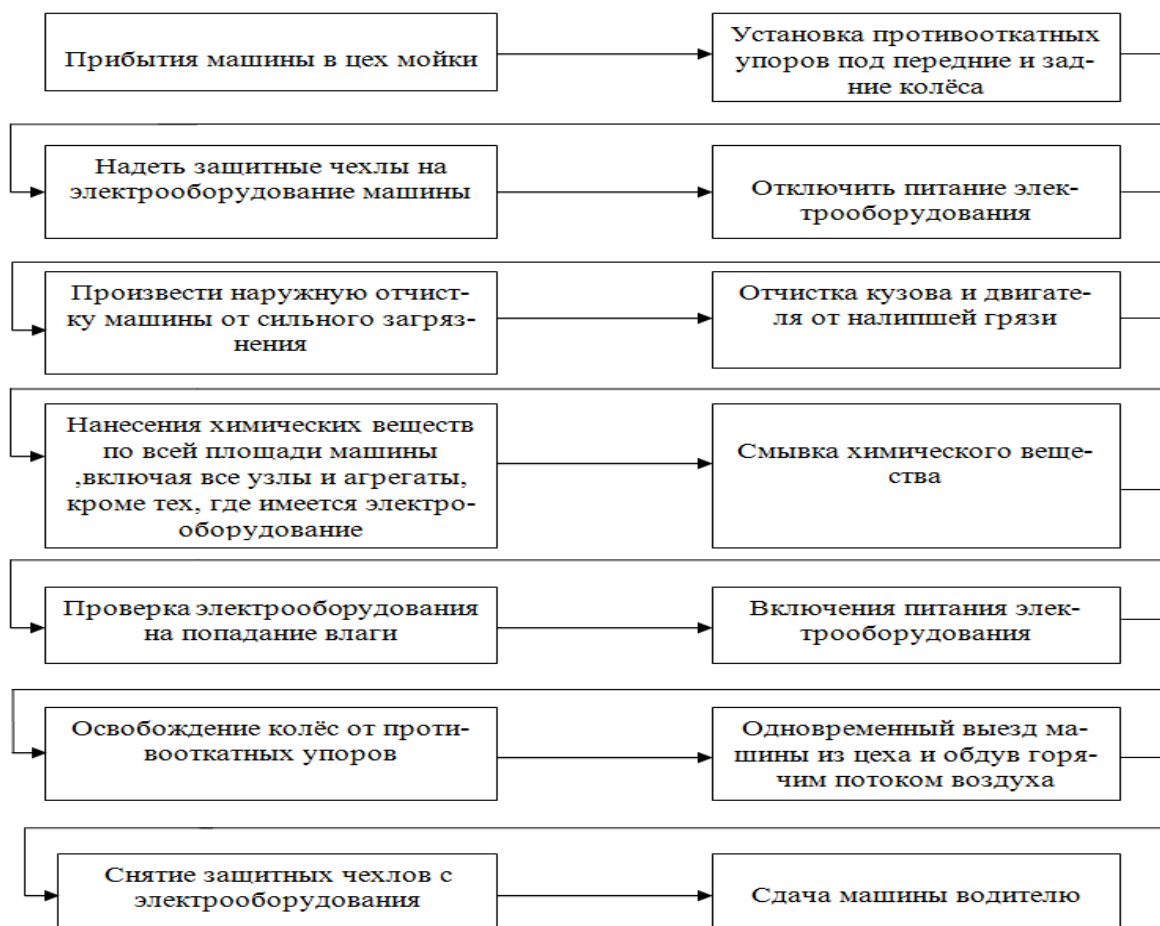 Прибытия машины в цех мойки
Установка противооткатных
упоров под передние и зад-
ние колёса
Надеть защитные чехлы на
электрооборудование машины
Отключить питание элек-
трооборудования
Произвести наружную отчист-
ку машины от сильного загряз-
нения
Отчистка кузова и двигате-
ля от налипшей грязи
Нанесения химических веществ
по всей площади машины
,включая все узлы и агрегаты,
кроме тех, где имеется электро-
оборудование
Смывка химического веще-
ства
Проверка электрооборудования
на попадание влаги
Включения питания элек-
трооборудования
Освобождение колёс от проти-
вооткатных упоров
Одновременный выезд ма-
шины из цеха и обдув горя-
чим потоком воздуха
Снятие защитных чехлов с
электрооборудования
Сдача машины водителю